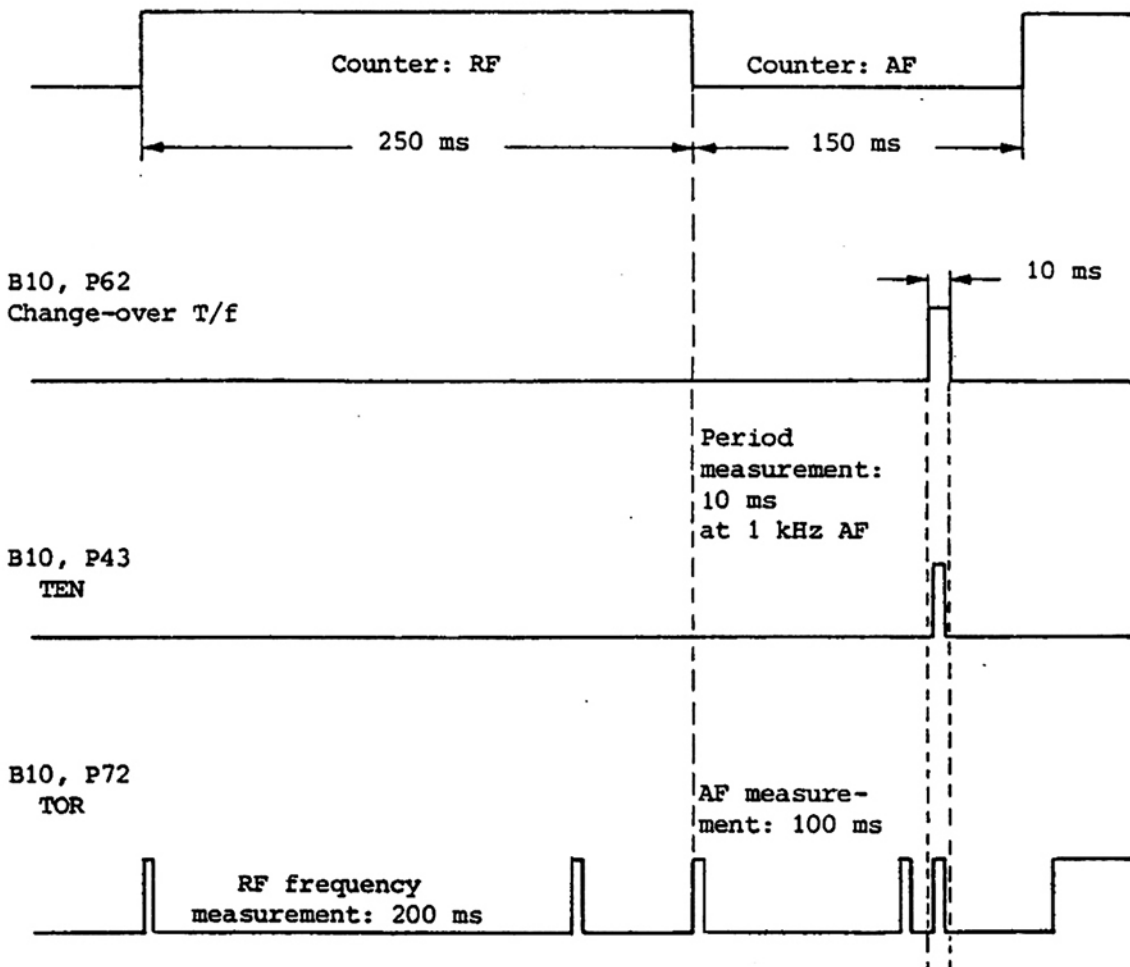 Counter: RF
Counter: AF
250 ms
150 ms
B10, P62
Change-over T/f
10 ms
Period
measurement:
10 ms
at 1 kHz AF
B10, P43
TEN
B10, P72
TOR
AF measure-
ment: 100 ms
RF frequency
measurement: 200 ms